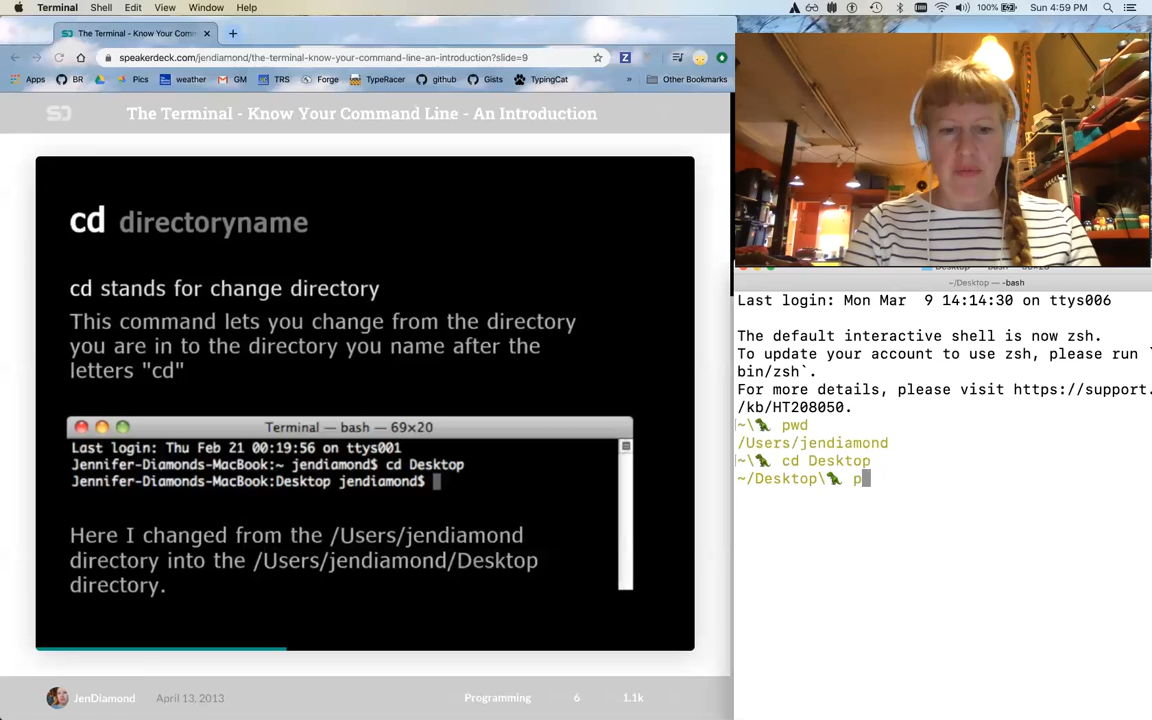 Terminal Shell Edit View Window Help 100% Sun 4:59 PM
The Terminal - Know Your Comm
speakerdeck.com/jendiamond/the-terminal-know-your-command-line-an-introduction?slide=9
Apps BR Pics weather GM TRS Forge TypeRacer github Gists TypingCat » Other Bookmarks
The Terminal - Know Your Command Line - An Introduction
cd directoryname
cd stands for change directory
This command lets you change from the directory
you are in to the directory you name after the
letters "cd"
Terminal — bash — 69×20
Last login: Thu Feb 21 00:19:56 on ttys001
Jennifer-Diamonds-MacBook:~ jendiamond$ cd Desktop
Jennifer-Diamonds-MacBook:Desktop jendiamond$
Here I changed from the /Users/jendiamond
directory into the /Users/jendiamond/Desktop
directory.
JenDiamond April 13, 2013 Programming 6 1.1k
~/Desktop — -bash
Last login: Mon Mar  9 14:14:30 on ttys006
The default interactive shell is now zsh.
To update your account to use zsh, please run `
bin/zsh`.
For more details, please visit https://support.
/kb/HT208050.
~\🦖 pwd
/Users/jendiamond
~\🦖 cd Desktop
~/Desktop\🦖 p